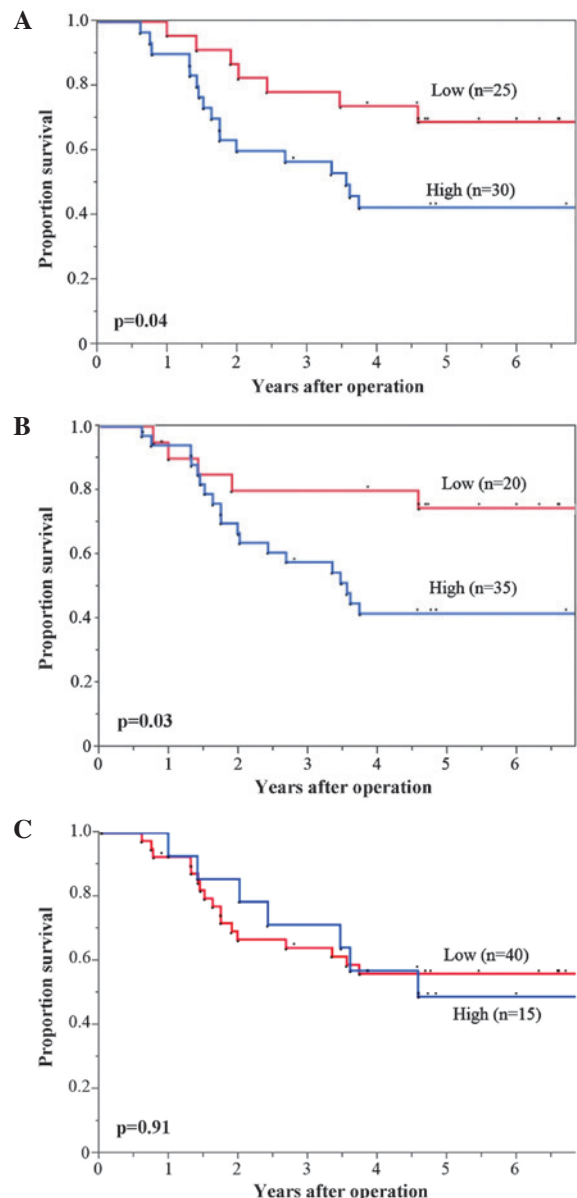 A
Proportion survival
1.0
0.8
0.6
0.4
0.2
0
Low (n=25)
High (n=30)
p=0.04
0 1 2 3 4 5 6
Years after operation
B
Proportion survival
1.0
0.8
0.6
0.4
0.2
0
Low (n=20)
High (n=35)
p=0.03
0 1 2 3 4 5 6
Years after operation
C
Proportion survival
1.0
0.8
0.6
0.4
0.2
0
Low (n=40)
High (n=15)
p=0.91
0 1 2 3 4 5 6
Years after operation